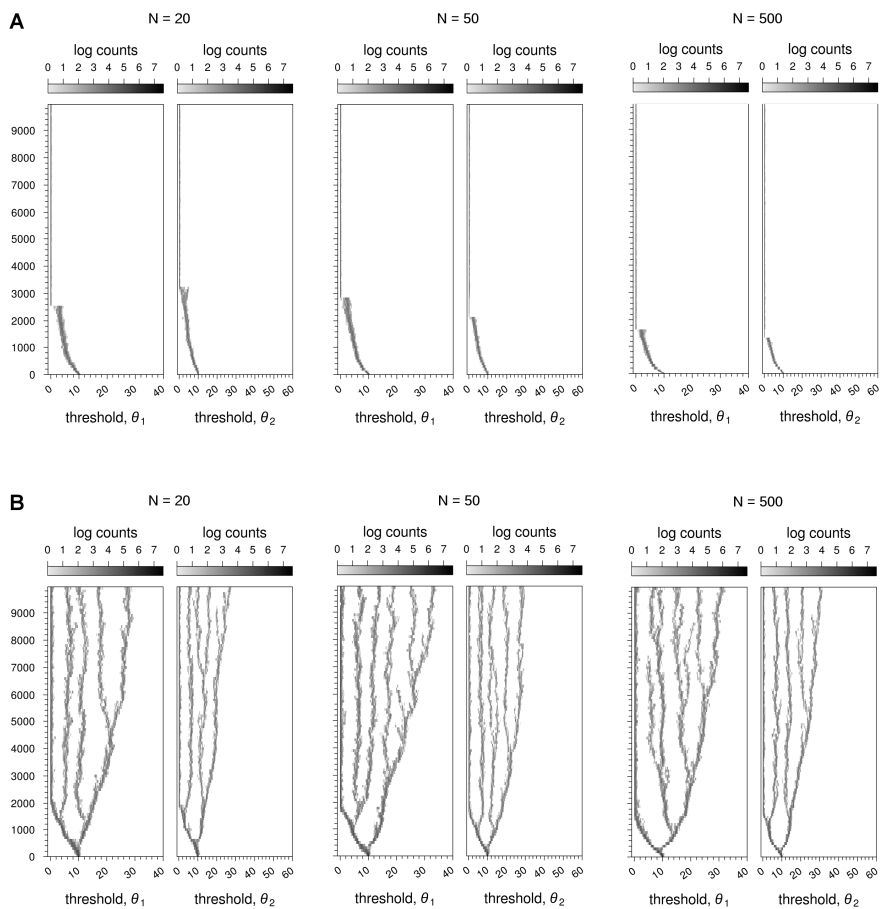 A
N = 20
N = 50
N = 500
log counts
log counts
log counts
log counts
log counts
log counts
0 1 2 3 4 5 6 7
0 1 2 3 4 5 6 7
0 1 2 3 4 5 6 7
0 1 2 3 4 5 6 7
0 1 2 3 4 5 6 7
0 1 2 3 4 5 6 7
9000
8000
7000
6000
5000
4000
3000
2000
1000
0
0 10 20 30 40
0 10 20 30 40 50 60
0 10 20 30 40
0 10 20 30 40 50 60
0 10 20 30 40
0 10 20 30 40 50 60
threshold, θ1
threshold, θ2
threshold, θ1
threshold, θ2
threshold, θ1
threshold, θ2
B
N = 20
N = 50
N = 500
log counts
log counts
log counts
log counts
log counts
log counts
0 1 2 3 4 5 6 7
0 1 2 3 4 5 6 7
0 1 2 3 4 5 6 7
0 1 2 3 4 5 6 7
0 1 2 3 4 5 6 7
0 1 2 3 4 5 6 7
9000
8000
7000
6000
5000
4000
3000
2000
1000
0
0 10 20 30 40
0 10 20 30 40 50 60
0 10 20 30 40
0 10 20 30 40 50 60
0 10 20 30 40
0 10 20 30 40 50 60
threshold, θ1
threshold, θ2
threshold, θ1
threshold, θ2
threshold, θ1
threshold, θ2